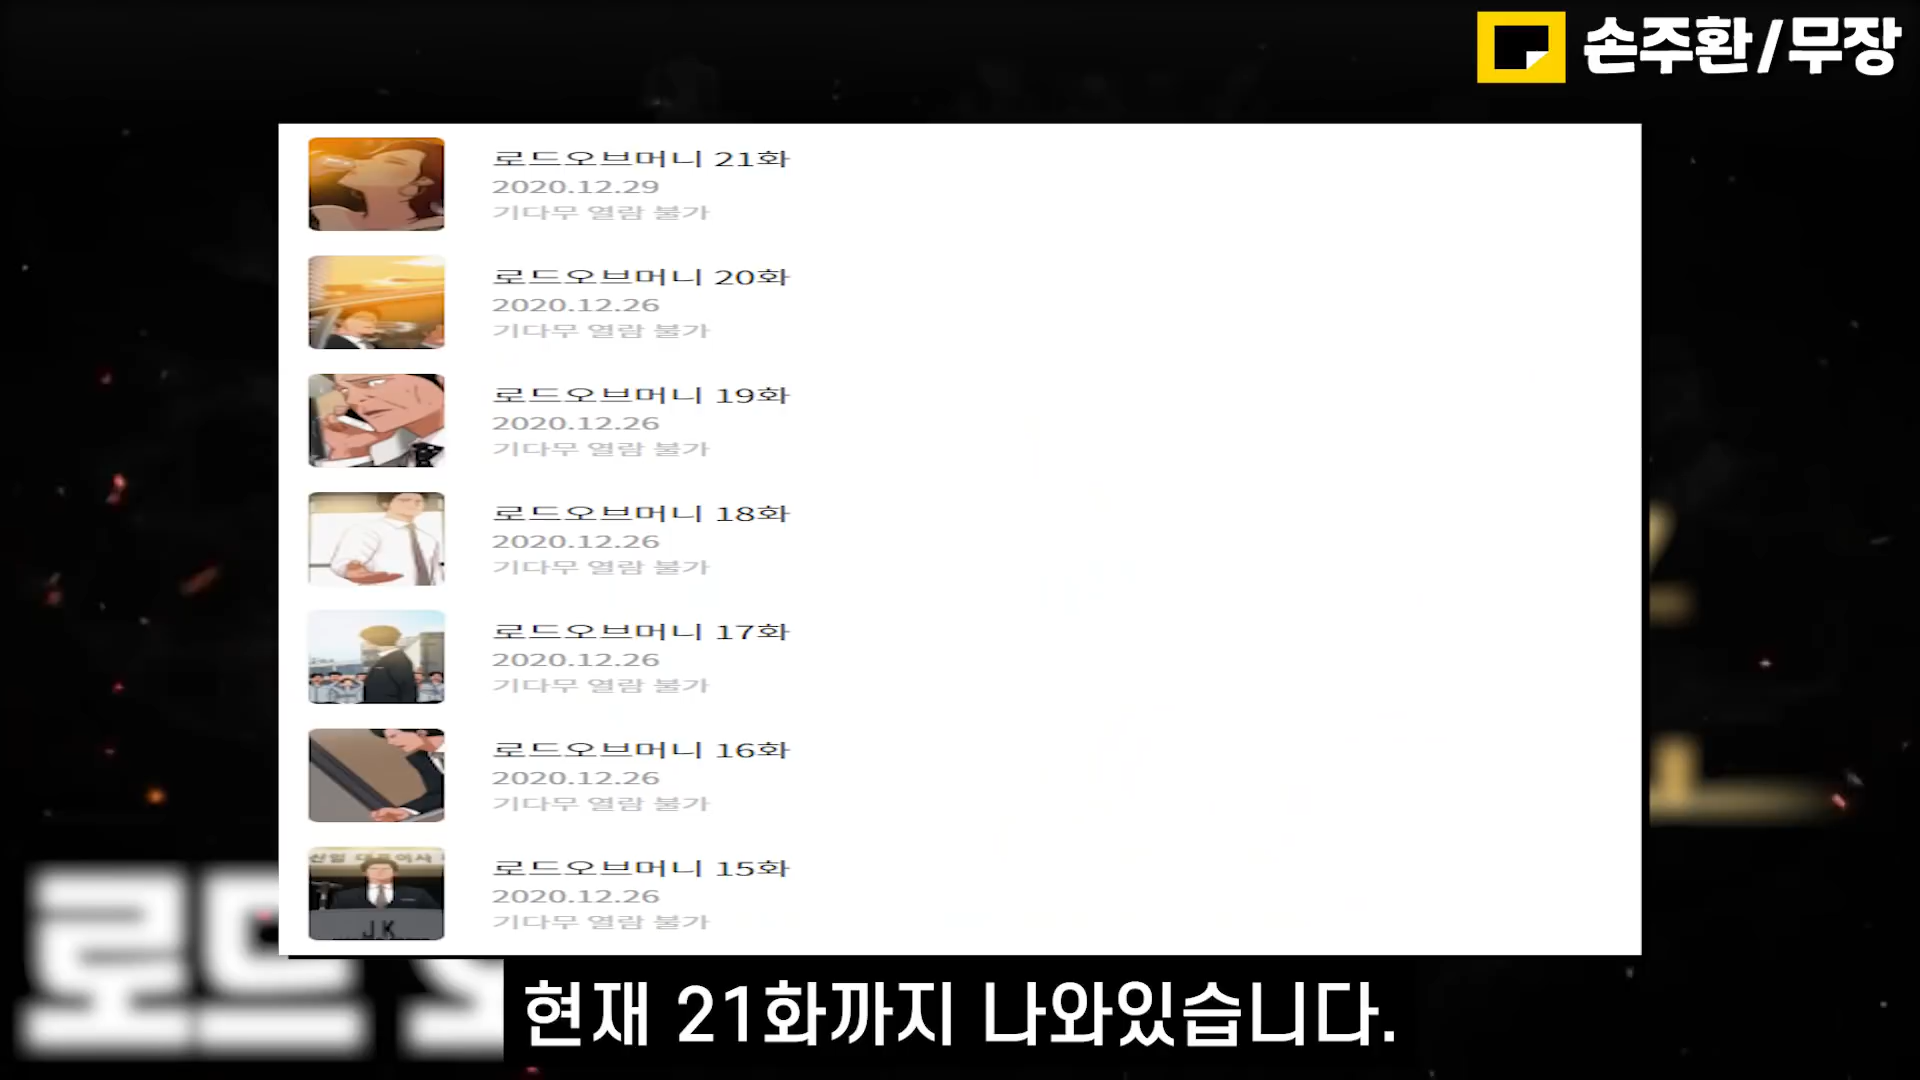 손주환/무장
로드오브머니 21화
2020.12.29
기다무 열람 불가
로드오브머니 20화
2020.12.26
기다무 열람 불가
로드오브머니 19화
2020.12.26
기다무 열람 불가
로드오브머니 18화
2020.12.26
기다무 열람 불가
로드오브머니 17화
2020.12.26
기다무 열람 불가
로드오브머니 16화
2020.12.26
기다무 열람 불가
대표이사
J.K
로드오브머니 15화
2020.12.26
기다무 열람 불가
로드
현재 21화까지 나와있습니다.